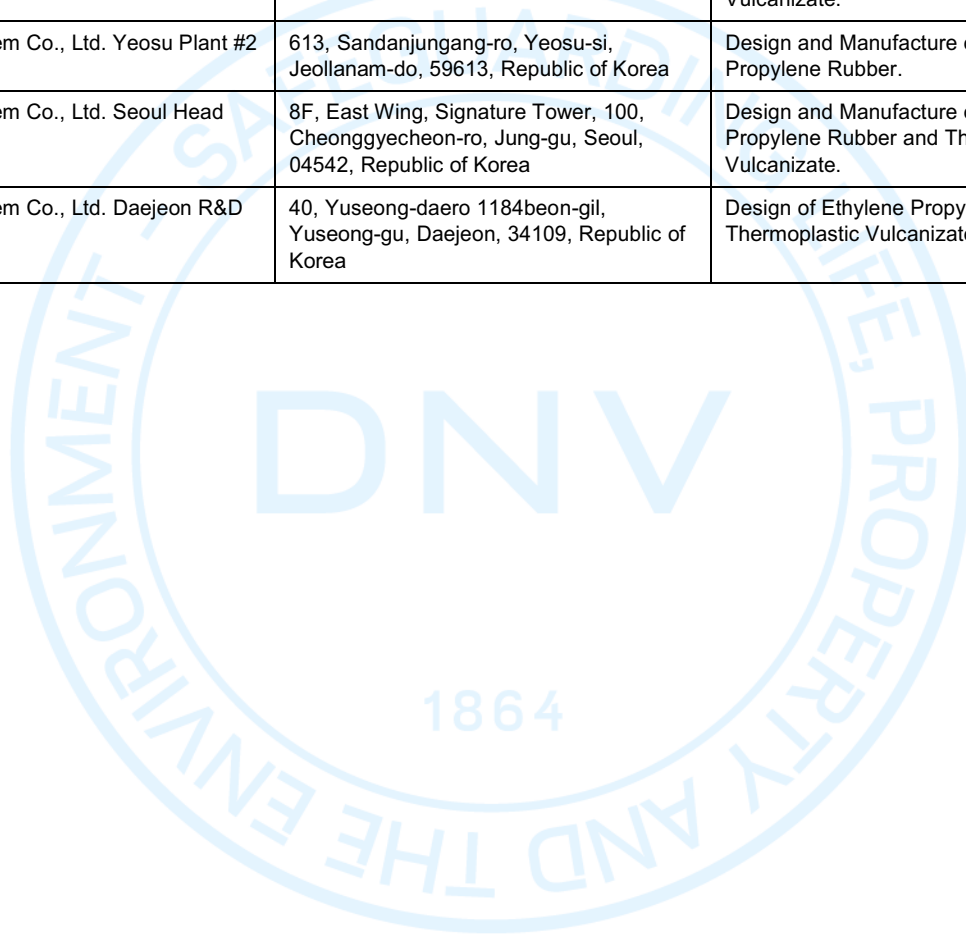 Vulcanizate.
em Co., Ltd. Yeosu Plant #2
613, Sandanjungang-ro, Yeosu-si,
Jeollanam-do, 59613, Republic of Korea
Design and Manufacture
Propylene Rubber.
em Co., Ltd. Seoul Head
8F, East Wing, Signature Tower, 100,
Cheonggyecheon-ro, Jung-gu, Seoul,
04542, Republic of Korea
Design and Manufacture
Propylene Rubber and Th
Vulcanizate.
em Co., Ltd. Daejeon R&D
40, Yuseong-daero 1184beon-gil,
Yuseong-gu, Daejeon, 34109, Republic of
Korea
Design of Ethylene Propy
Thermoplastic Vulcanizat
SAFEGUARDING LIFE, PROPERTY AND THE ENVIRONMENT
DNV
1864